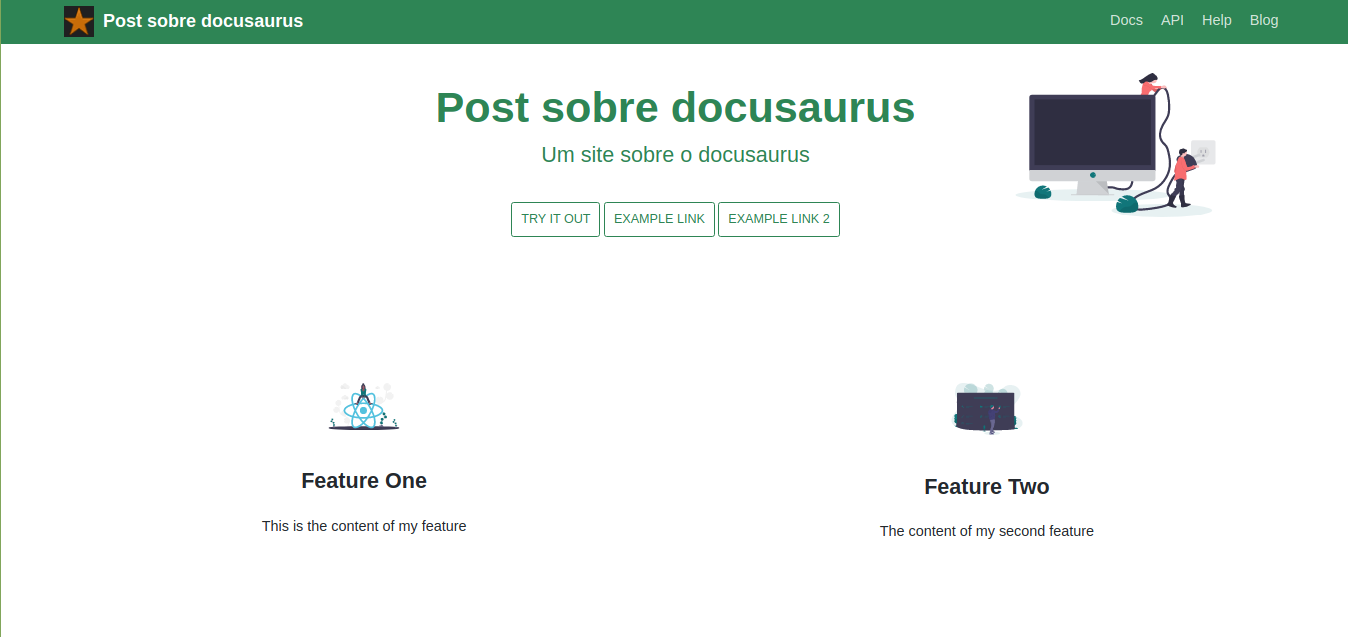 Post sobre docusaurus
Docs API Help Blog
Post sobre docusaurus
Um site sobre o docusaurus
TRY IT OUT EXAMPLE LINK EXAMPLE LINK 2
Feature One
This is the content of my feature
Feature Two
The content of my second feature